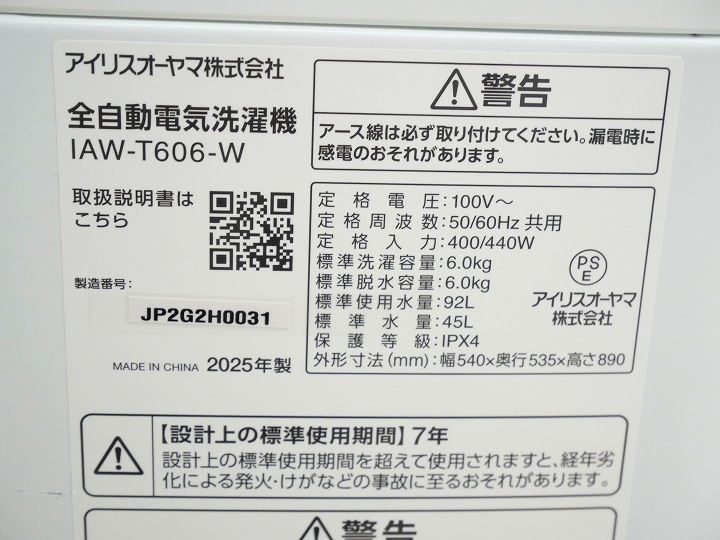 アイリスオーヤマ株式会社
全自動電気洗濯機
IAW-T606-W
取扱説明書は
こちら
製造番号:
JP2G2H0031
MADE IN CHINA 2025年製
警告
アース線は必ず取り付けてください。漏電時に
感電のおそれがあります。
定格電圧:100V～
定格周波数:50/60Hz 共用
定格入力:400/440W
標準洗濯容量:6.0kg
標準脱水容量:6.0kg
標準使用水量:92L
標準水量:45L
保護等級:IPX4
外形寸法(mm):幅540×奥行535×高さ890
PS
E
アイリスオーヤマ
株式会社
【設計上の標準使用期間】7年
設計上の標準使用期間を超えて使用されますと、経年劣
化による発火・けがなどの事故に至るおそれがあります。
警告